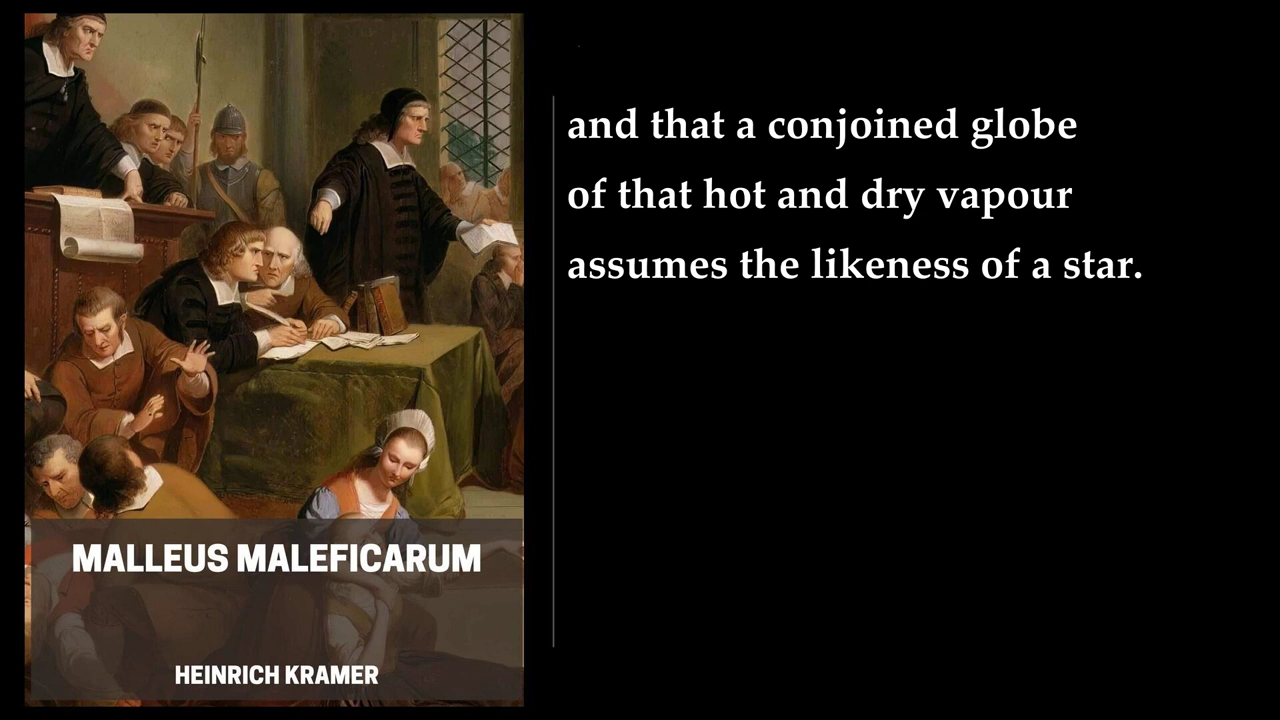 and that a conjoined globe
of that hot and dry vapour
assumes the likeness of a star.
MALLEUS MALEFICARUM
HEINRICH KRAMER